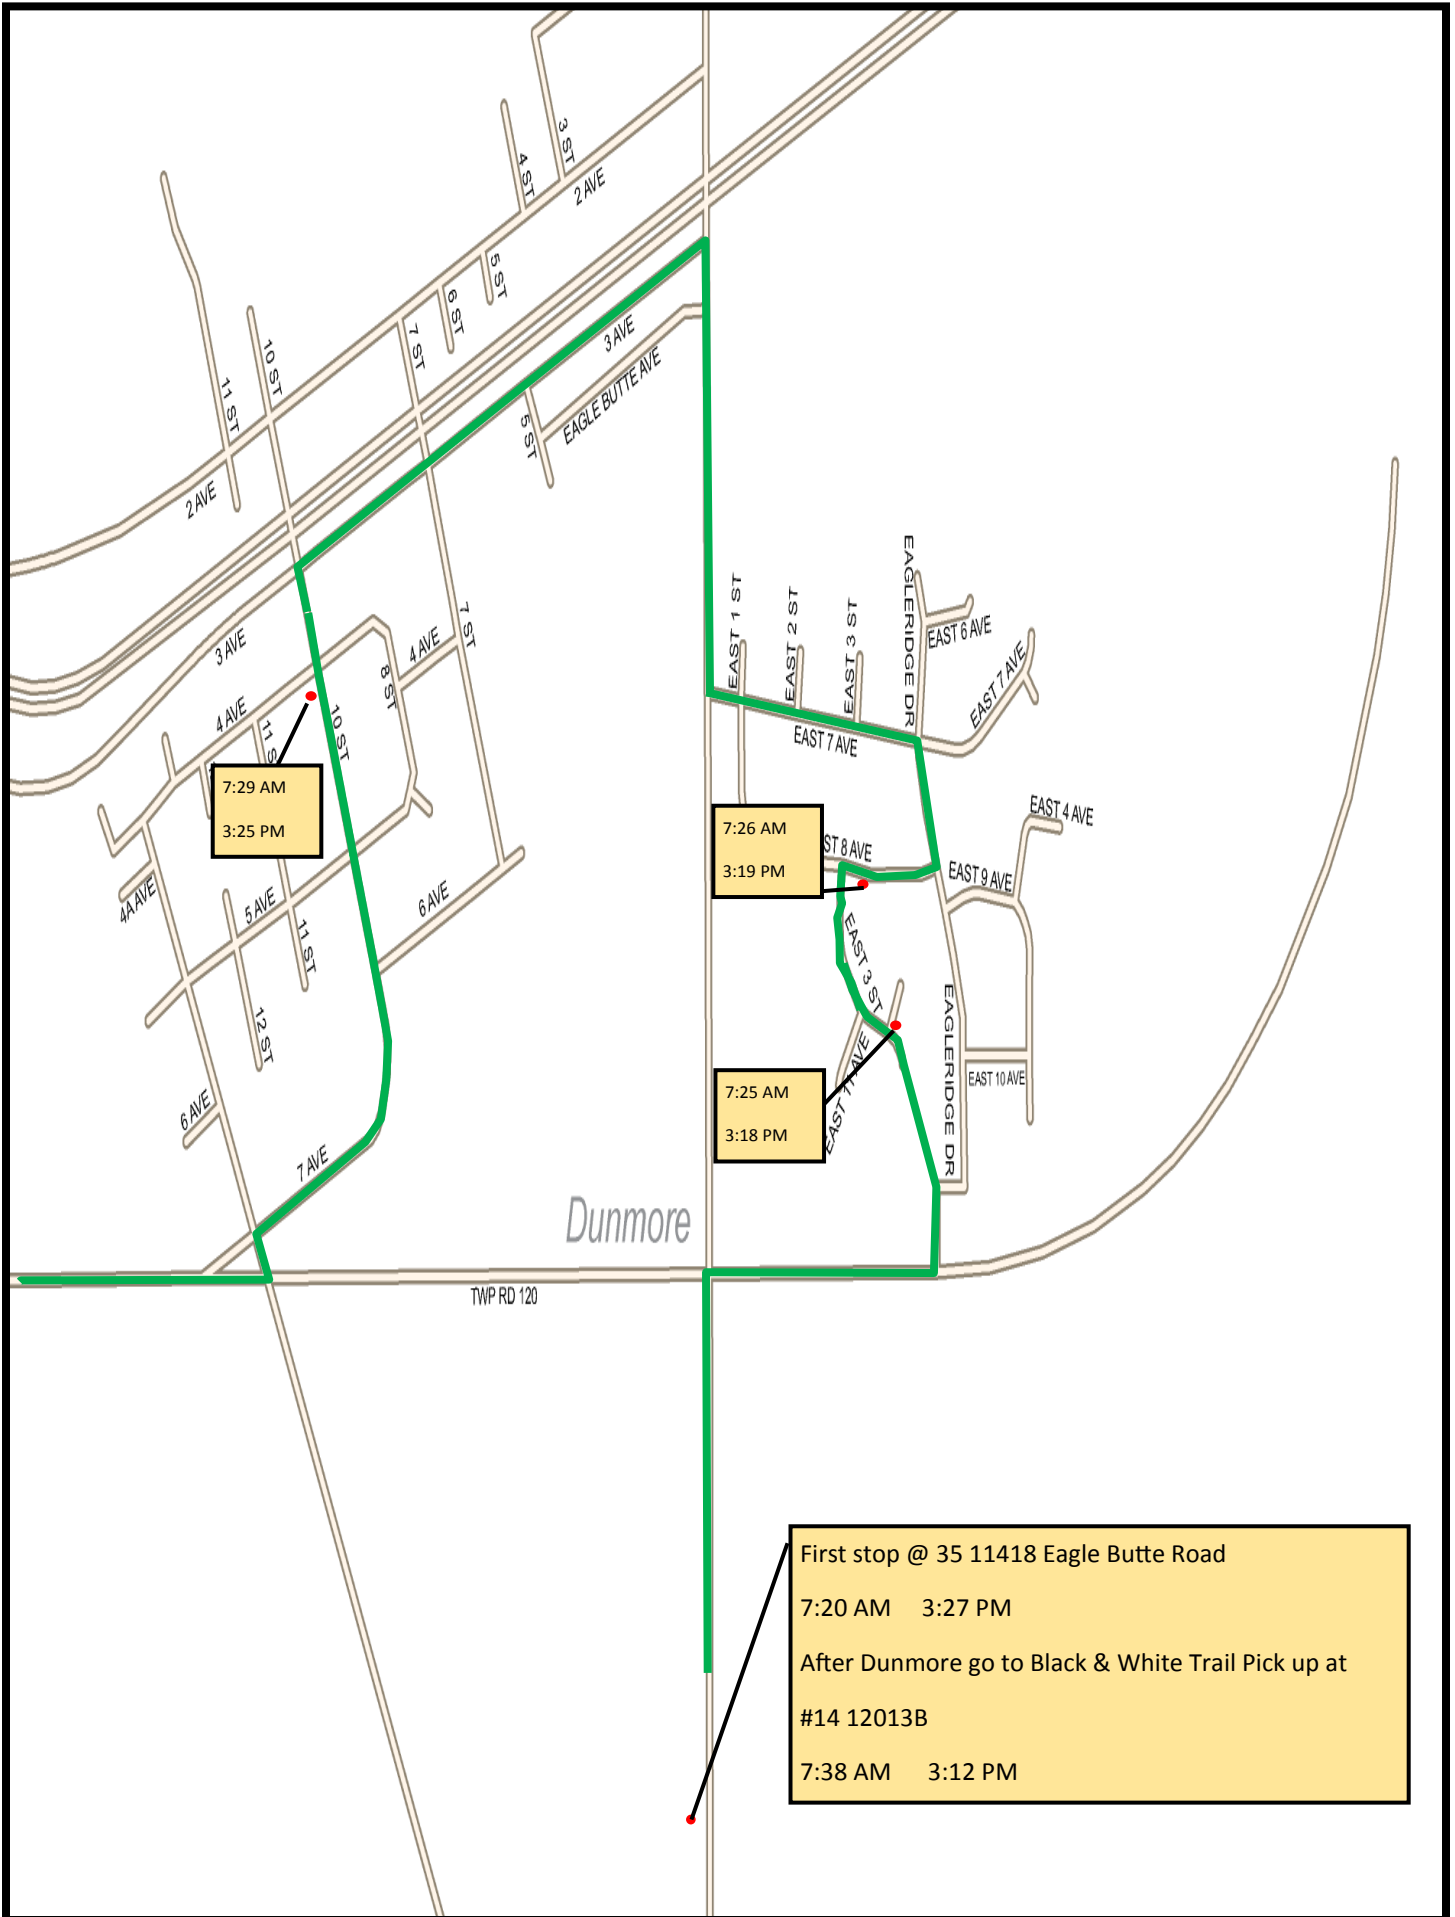 3 ST
4 ST
2 AVE
5 ST
6 ST
7 ST
10 ST
11 ST
2 AVE
3 AVE
EAGLE BUTTE AVE
5 ST
EAGLERIDGE DR
EAST 1 ST
EAST 2 ST
EAST 3 ST
EAST 6 AVE
EAST 7 AVE
EAST 7 AVE
7 ST
4 AVE
8 ST
3 AVE
4 AVE
11 S
10 ST
7:29 AM
3:25 PM
7:26 AM
3:19 PM
ST 8 AVE
EAST 4 AVE
EAST 9 AVE
4A AVE
5 AVE
6 AVE
11 ST
EAST 3 ST
12 ST
EAGLERIDGE DR
EAST 10 AVE
7:25 AM
3:18 PM
EAST 11 AVE
6 AVE
7 AVE
Dunmore
TWP RD 120
First stop @ 35 11418 Eagle Butte Road
7:20 AM 3:27 PM
After Dunmore go to Black & White Trail Pick up at
#14 12013B
7:38 AM 3:12 PM